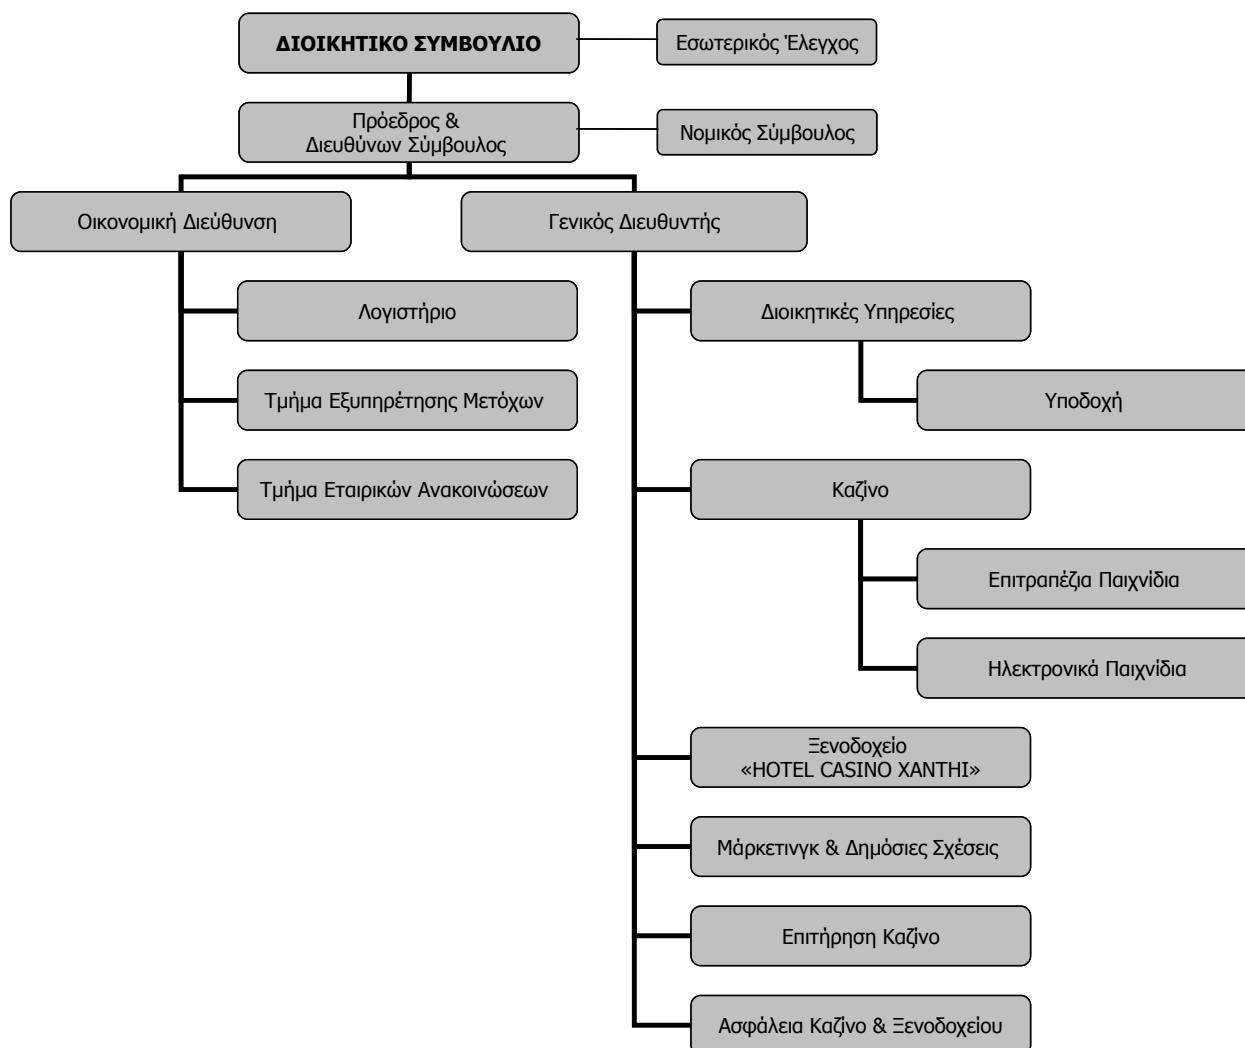 ΔΙΟΙΚΗΤΙΚΟ ΣΥΜΒΟΥΛΙΟ
Εσωτερικός Έλεγχος
Πρόεδρος &
Διευθύνων Σύμβουλος
Νομικός Σύμβουλος
Οικονομική Διεύθυνση
Γενικός Διευθυντής
Λογιστήριο
Διοικητικές Υπηρεσίες
Τμήμα Εξυπηρέτησης Μετόχων
Υποδοχή
Τμήμα Εταιρικών Ανακοινώσεων
Καζίνο
Επιτραπέζια Παιχνίδια
Ηλεκτρονικά Παιχνίδια
Ξενοδοχείο
«HOTEL CASINO XANTHI»
Μάρκετινγκ & Δημόσιες Σχέσεις
Επιτήρηση Καζίνο
Ασφάλεια Καζίνο & Ξενοδοχείου